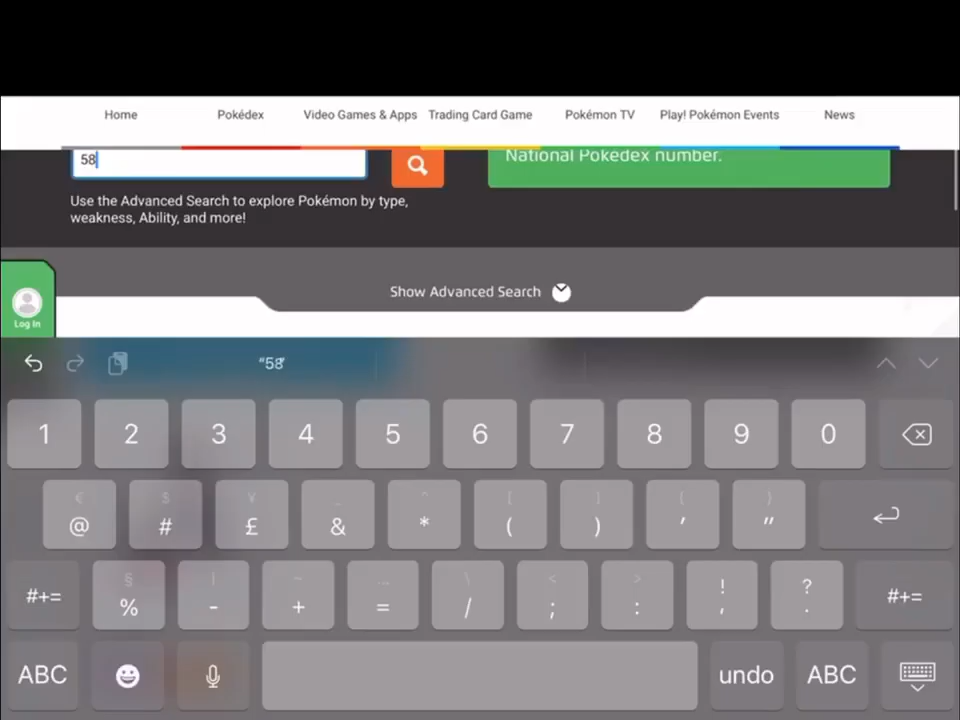 Home Pokédex Video Games & Apps Trading Card Game Pokémon TV Play! Pokémon Events News
58
National Pokédex number.
Use the Advanced Search to explore Pokémon by type,
weakness, Ability, and more!
Show Advanced Search
Log In
“58”
1 2 3 4 5 6 7 8 9 0
€ $ ¥ _ ^ [ ] { }
@ # £ & * ( ) ' "
§ | ~ … \ < > ! ?
#+= % - + = / ; : , . #+=
ABC undo ABC